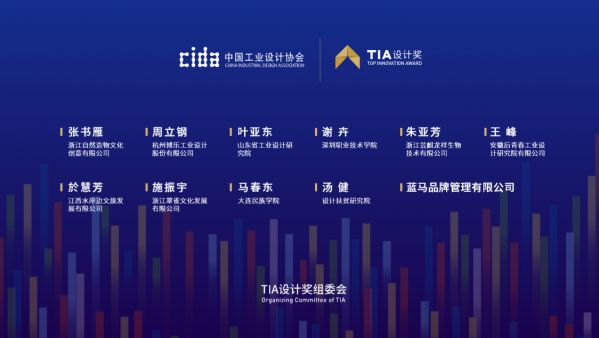 cida 中国工业设计协会
CHINA INDUSTRIAL DESIGN ASSOCIATION
TIA设计奖
TOP INNOVATION AWARD
张书雁
浙江自然造物文化
创意有限公司
周立钢
杭州博乐工业设计
股份有限公司
叶亚东
山东省工业设计研
究院
谢 卉
深圳职业技术学院
朱亚芳
浙江芸麒龙祥生物
技术有限公司
王 峰
安徽后青春工业设
计研究院有限公司
於慧芳
江西水岸边文旅发
展有限公司
施振宇
浙江翠雀文化发展
有限公司
马春东
大连民族学院
汤 健
设计扶贫研究院
蓝马品牌管理有限公司
TIA设计奖组委会
Organizing Committee of TIA